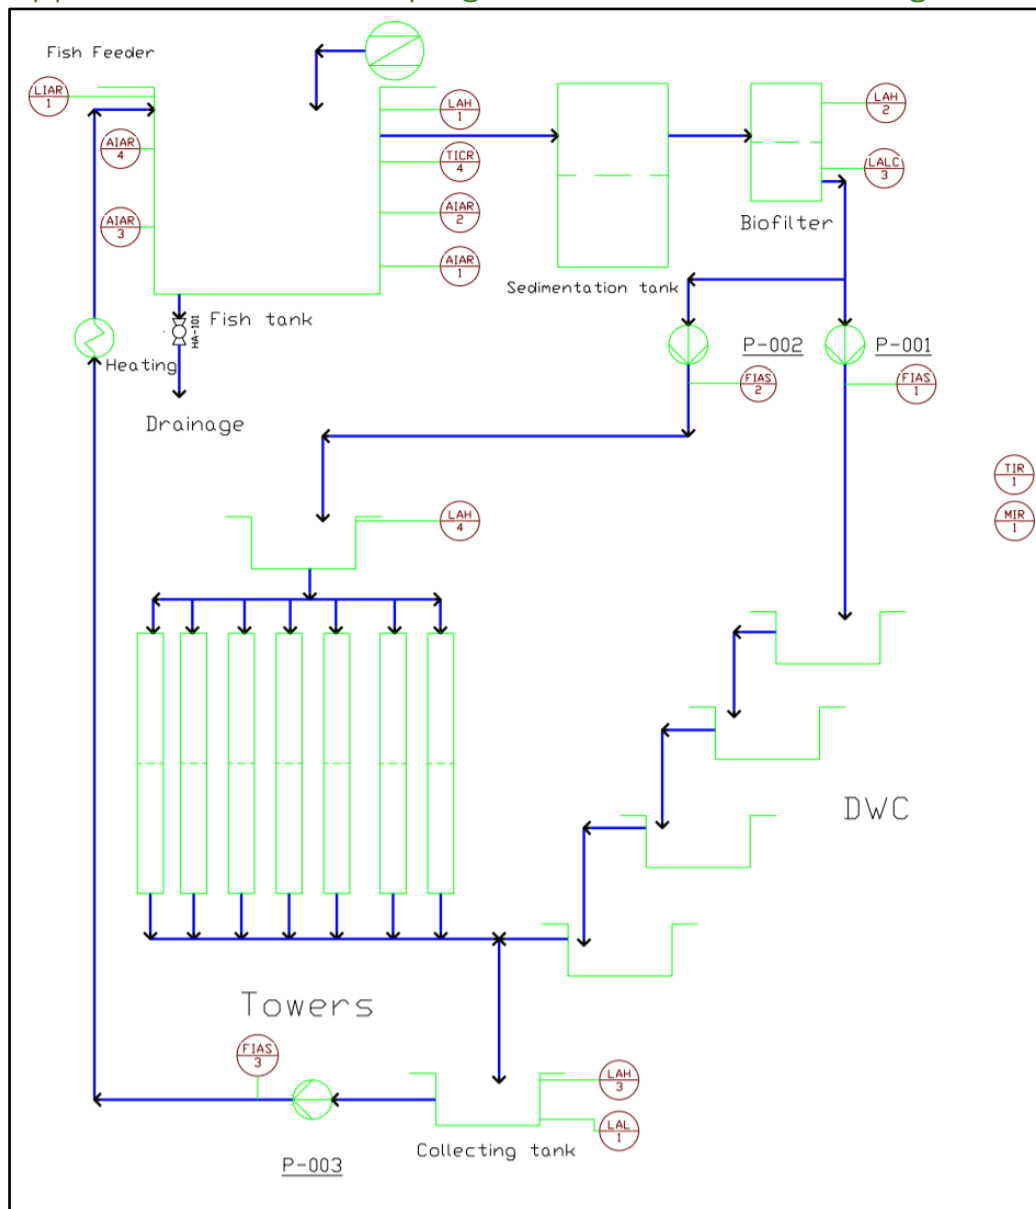 Fish Feeder
LIAR
1
LAH
1
LAH
2
AIAR
4
TICR
4
LALC
3
AIAR
3
AIAR
2
Biofilter
AIAR
1
Sedimentation tank
Fish tank
HA-101
Heating
P-002
P-001
FIAS
2
FIAS
1
Drainage
TIR
1
MIR
1
LAH
4
DWC
Towers
FIAS
3
LAH
3
LAL
1
Collecting tank
P-003